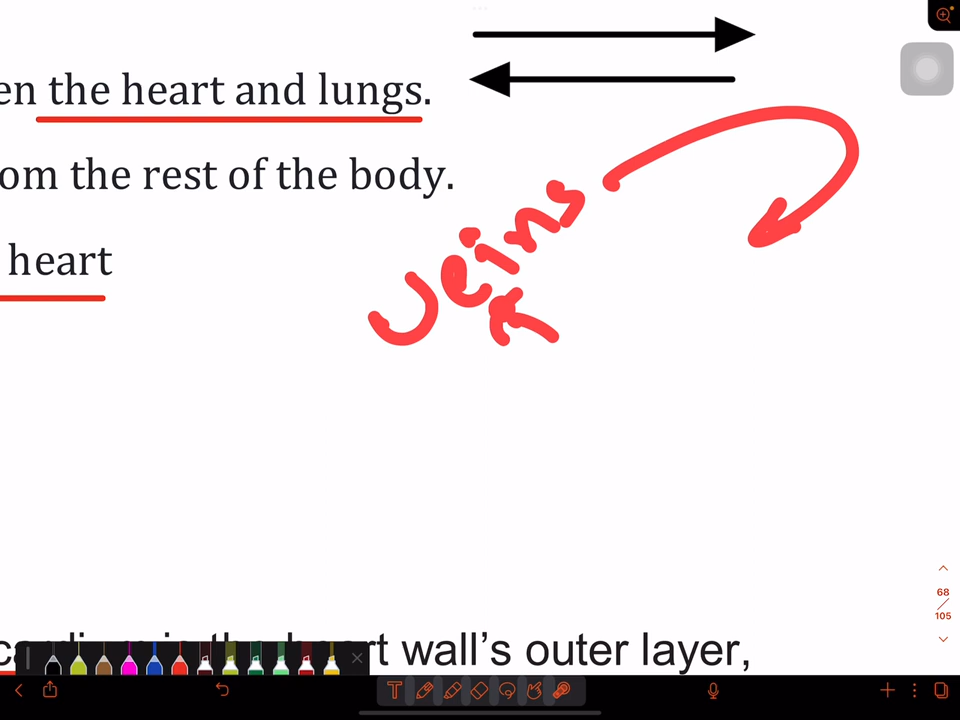 en the heart and lungs.
om the rest of the body.
heart
veins
t wall's outer layer,
68
105
T